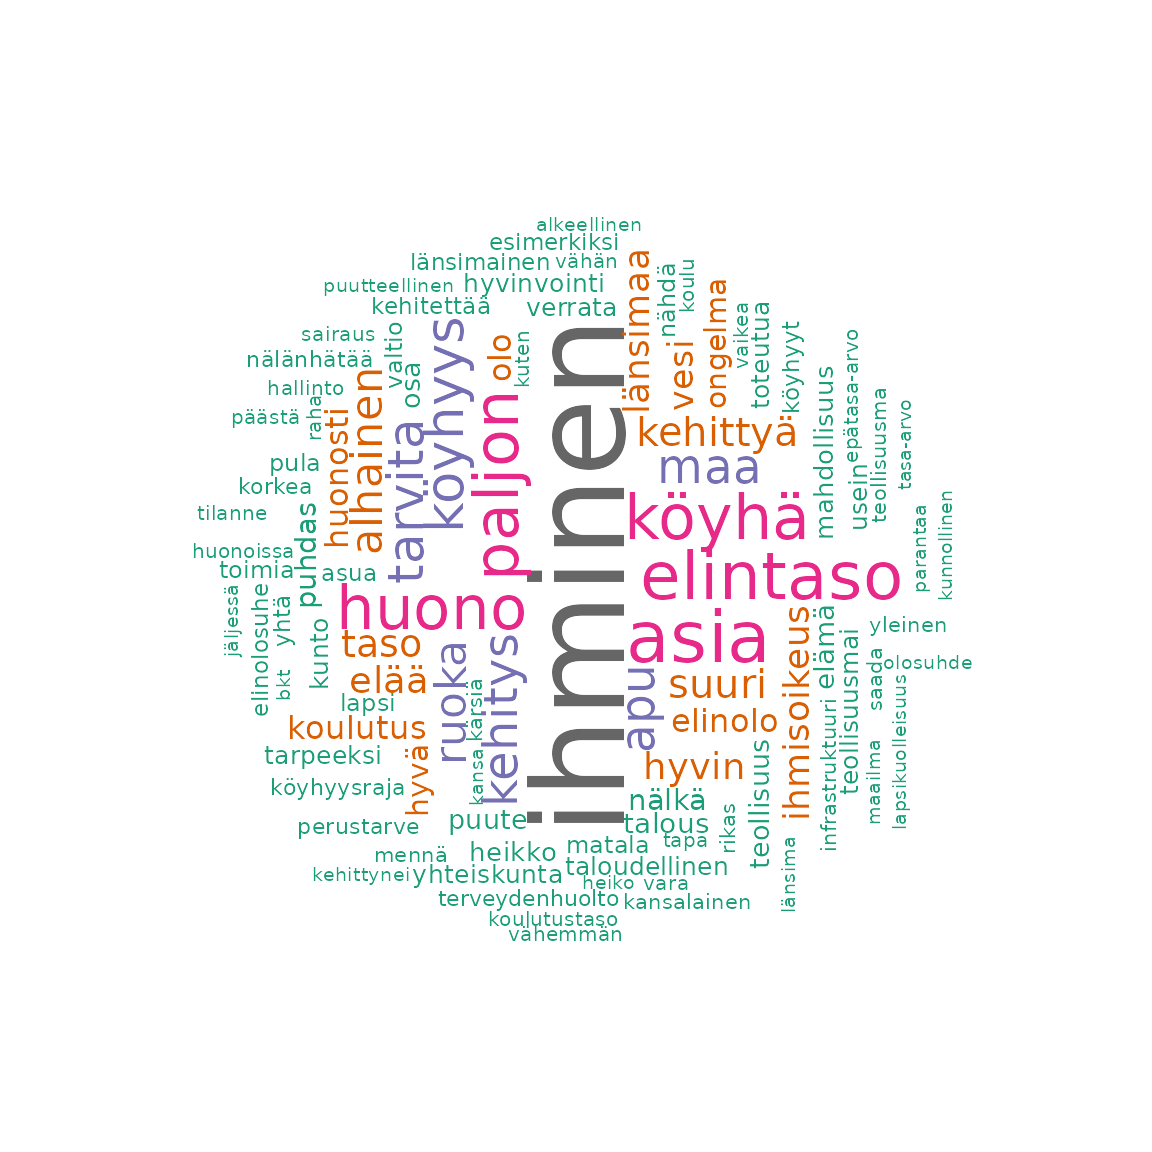 alkeellinen
esimerkiksi
länsimainen
vähän
puutteellinen
hyvinvointi
kehitettää
verrata
länsimaa
nähdä
koulu
ongelma
vaikea
toteutua
köyhyyt
sairaus
nälänhätää
valtio
osa
köyhyys
olo
kuten
ihminen
vesi
hallinto
päästä
raha
huonosti
alhainen
tarvita
paljon
kehittyä
maa
mahdollisuus
epätasa-arvo
usein
teollisuusma
tasa-arvo
pula
korkea
tilanne
puhdas
köyhä
parantaa
kunnollinen
huonoissa
toimia
asua
elintaso
jäljessä
elinolosuhe
yhtä
bkt
kunto
huono
asia
taso
elää
lapsi
ruoka
kehitys
kärsiä
kansa
apu
suuri
elinolo
ihmisoikeus
elämä
yleinen
olosuhde
saada
teollisuusmai
infrastruktuuri
maailma
lapsikuolleisuus
koulutus
tarpeeksi
hyvä
hyvin
köyhyysraja
perustarve
puute
nälkä
talous
rikas
teollisuus
mennä
heikko
matala
tapa
länsima
kehittynei
yhteiskunta
taloudellinen
heiko
vara
terveydenhuolto
kansalainen
koulutustaso
vähemmän